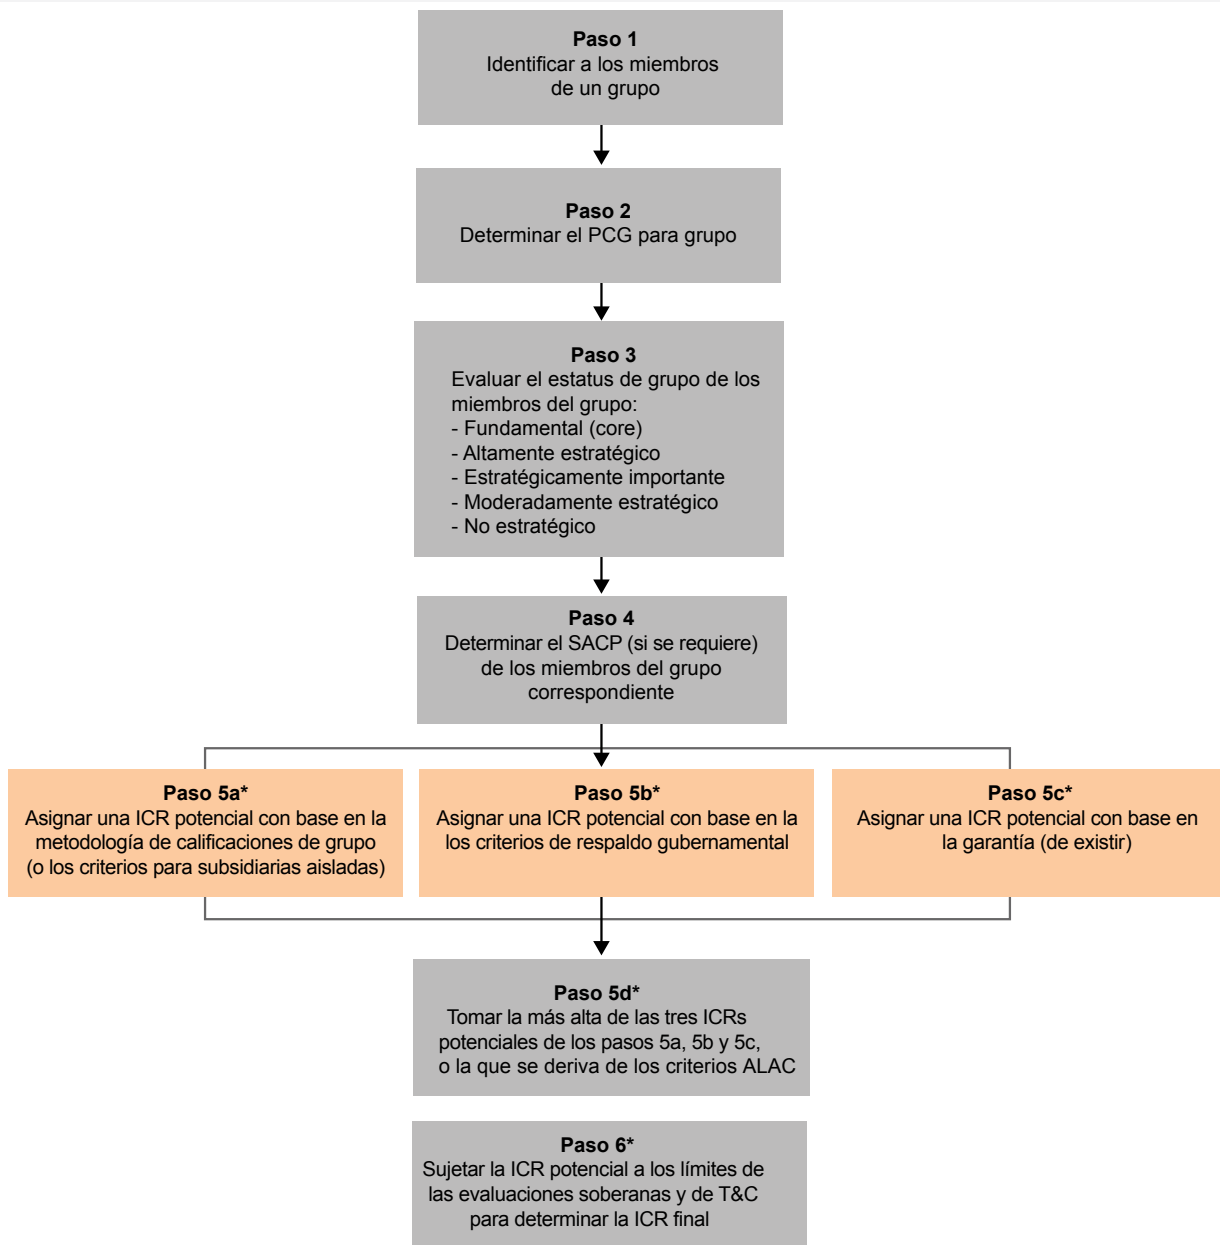 Paso 1
Identificar a los miembros
de un grupo
Paso 2
Determinar el PCG para grupo
Paso 3
Evaluar el estatus de grupo de los
miembros del grupo:
- Fundamental (core)
- Altamente estratégico
- Estratégicamente importante
- Moderadamente estratégico
- No estratégico
Paso 4
Determinar el SACP (si se requiere)
de los miembros del grupo
correspondiente
Paso 5a*
Asignar una ICR potencial con base en la
metodología de calificaciones de grupo
(o los criterios para subsidiarias aisladas)
Paso 5b*
Asignar una ICR potencial con base en la
los criterios de respaldo gubernamental
Paso 5c*
Asignar una ICR potencial con base en
la garantía (de existir)
Paso 5d*
Tomar la más alta de las tres ICRs
potenciales de los pasos 5a, 5b y 5c,
o la que se deriva de los criterios ALAC
Paso 6*
Sujetar la ICR potencial a los límites de
las evaluaciones soberanas y de T&C
para determinar la ICR final